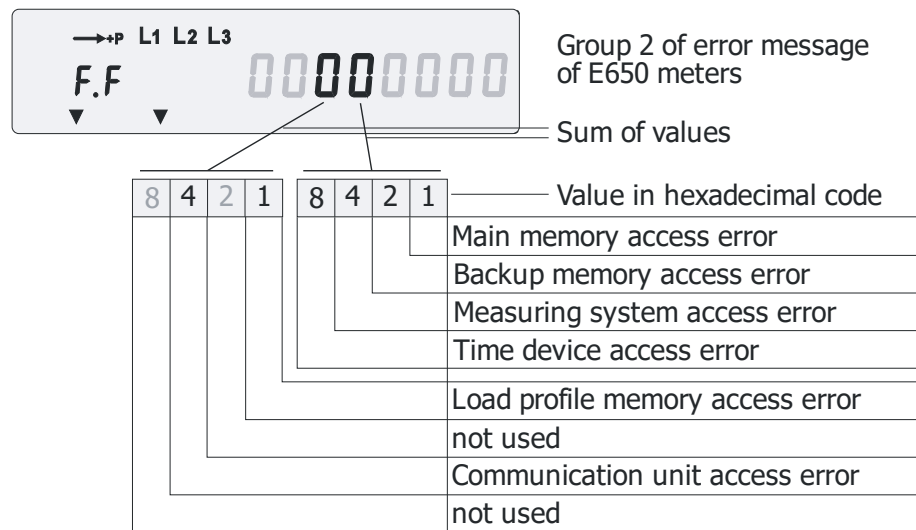 +P L1 L2 L3
F.F 00000000
Group 2 of error message
of E650 meters
Sum of values
8 4 2 1 8 4 2 1 Value in hexadecimal code
Main memory access error
Backup memory access error
Measuring system access error
Time device access error
Load profile memory access error
not used
Communication unit access error
not used